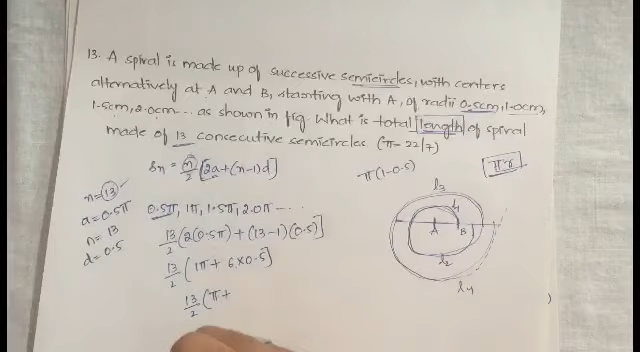 13. A spiral is made up of successive semicircles, with centers
alternatively at A and B, starting with A, of radii 0.5cm, 1.0cm,
1.5cm, 2.0cm... as shown in fig. What is total length of spiral
made of 13 consecutive semicircles. (π=22/7)
Sn = n/2 [2a+(n-1)d]
π(1-0.5)
πr
n=13
a=0.5π
n=13
d=0.5
0.5π, 1π, 1.5π, 2.0π ....
13/2 (2(0.5π)+(13-1)(0.5)]
13/2 (1π + 6×0.5]
13/2 (π+
l3
l1
A
B
l2
l4